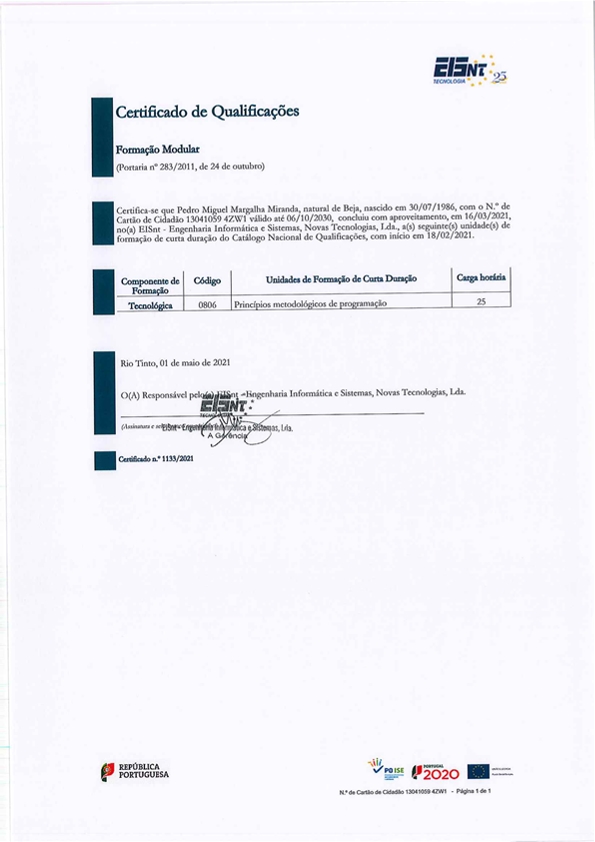 EISnt
TECNOLOGIA 25
Certificado de Qualificações
Formação Modular
(Portaria nº 283/2011, de 24 de outubro)
Certifica-se que Pedro Miguel Margalha Miranda, natural de Beja, nascido em 30/07/1986, com o N.º de
Cartão de Cidadão 13041059 4ZW1 válido até 06/10/2030, concluiu com aproveitamento, em 16/03/2021,
no(a) EISnt - Engenharia Informática e Sistemas, Novas Tecnologias, Lda., a(s) seguinte(s) unidade(s) de
formação de curta duração do Catálogo Nacional de Qualificações, com início em 18/02/2021.
Componente de Formação Código Unidades de Formação de Curta Duração Carga horária
Tecnológica 0806 Princípios metodológicos de programação 25
Rio Tinto, 01 de maio de 2021
O(A) Responsável pelo(a) EISnt - Engenharia Informática e Sistemas, Novas Tecnologias, Lda.
EISnt
(Assinatura e
EISnt - Engenharia Informática e Sistemas, Lda.
A Gerência
Certificado n.º 1133/2021
REPÚBLICA
PORTUGUESA
PO ISE
PORTUGAL
2020
N.º de Cartão de Cidadão 13041059 4ZW1 - Página 1 de 1